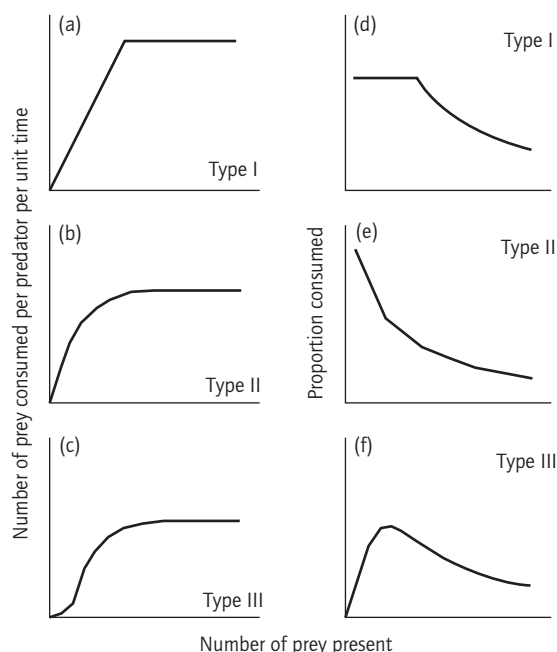 (a)
Type I
(b)
Type II
(c)
Type III
Number of prey consumed per predator per unit time
(d)
Type I
(e)
Type II
(f)
Type III
Proportion consumed
Number of prey present